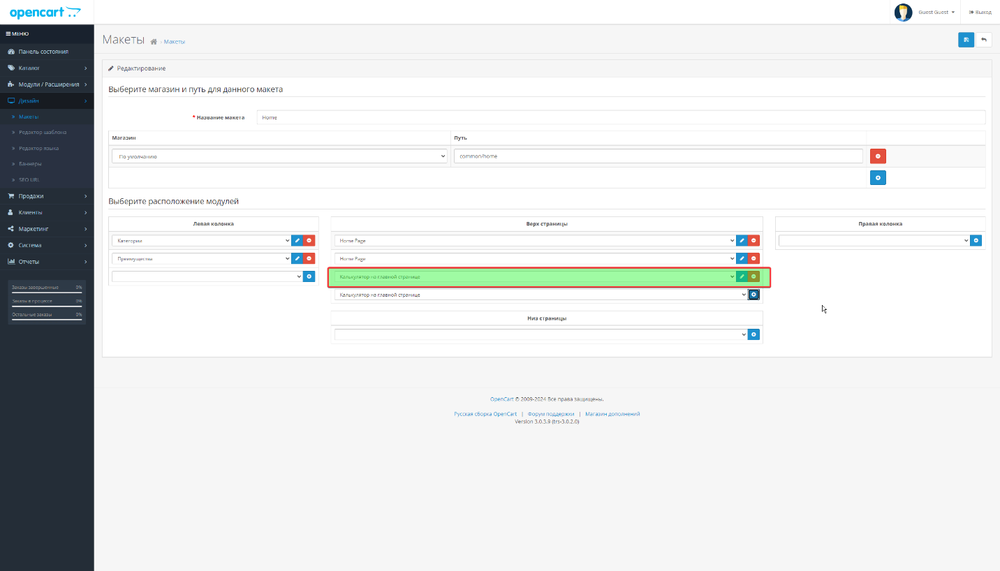 opencart
Guest Guest
Выход
МЕНЮ
Панель состояния
Каталог
Модули / Расширения
Дизайн
Макеты
Редактор шаблона
Редактор языка
Баннеры
SEO URL
Продажи
Клиенты
Маркетинг
Система
Отчеты
Заказы завершенные 0%
Заказы в процессе 0%
Остальные заказы 0%
Макеты › Макеты
Редактирование
Выберите магазин и путь для данного макета
* Название макета Home
Магазин Путь
По умолчанию common/home
Выберите расположение модулей
Левая колонка
Категории
Преимущества
Верх страницы
Home Page
Home Page
Калькулятор на главной странице
Калькулятор на главной странице
Низ страницы
Правая колонка
OpenCart © 2009-2024 Все права защищены.
Русская сборка OpenCart | Форум поддержки | Магазин дополнений
Version 3.0.3.9 (trs-3.0.2.0)